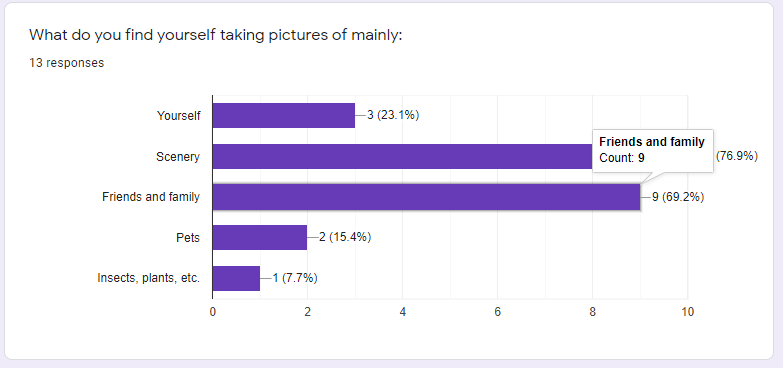 What do you find yourself taking pictures of mainly:
13 responses
Yourself
3 (23.1%)
Scenery
(76.9%)
Friends and family
Count: 9
Friends and family
9 (69.2%)
Pets
2 (15.4%)
Insects, plants, etc.
1 (7.7%)
0 2 4 6 8 10